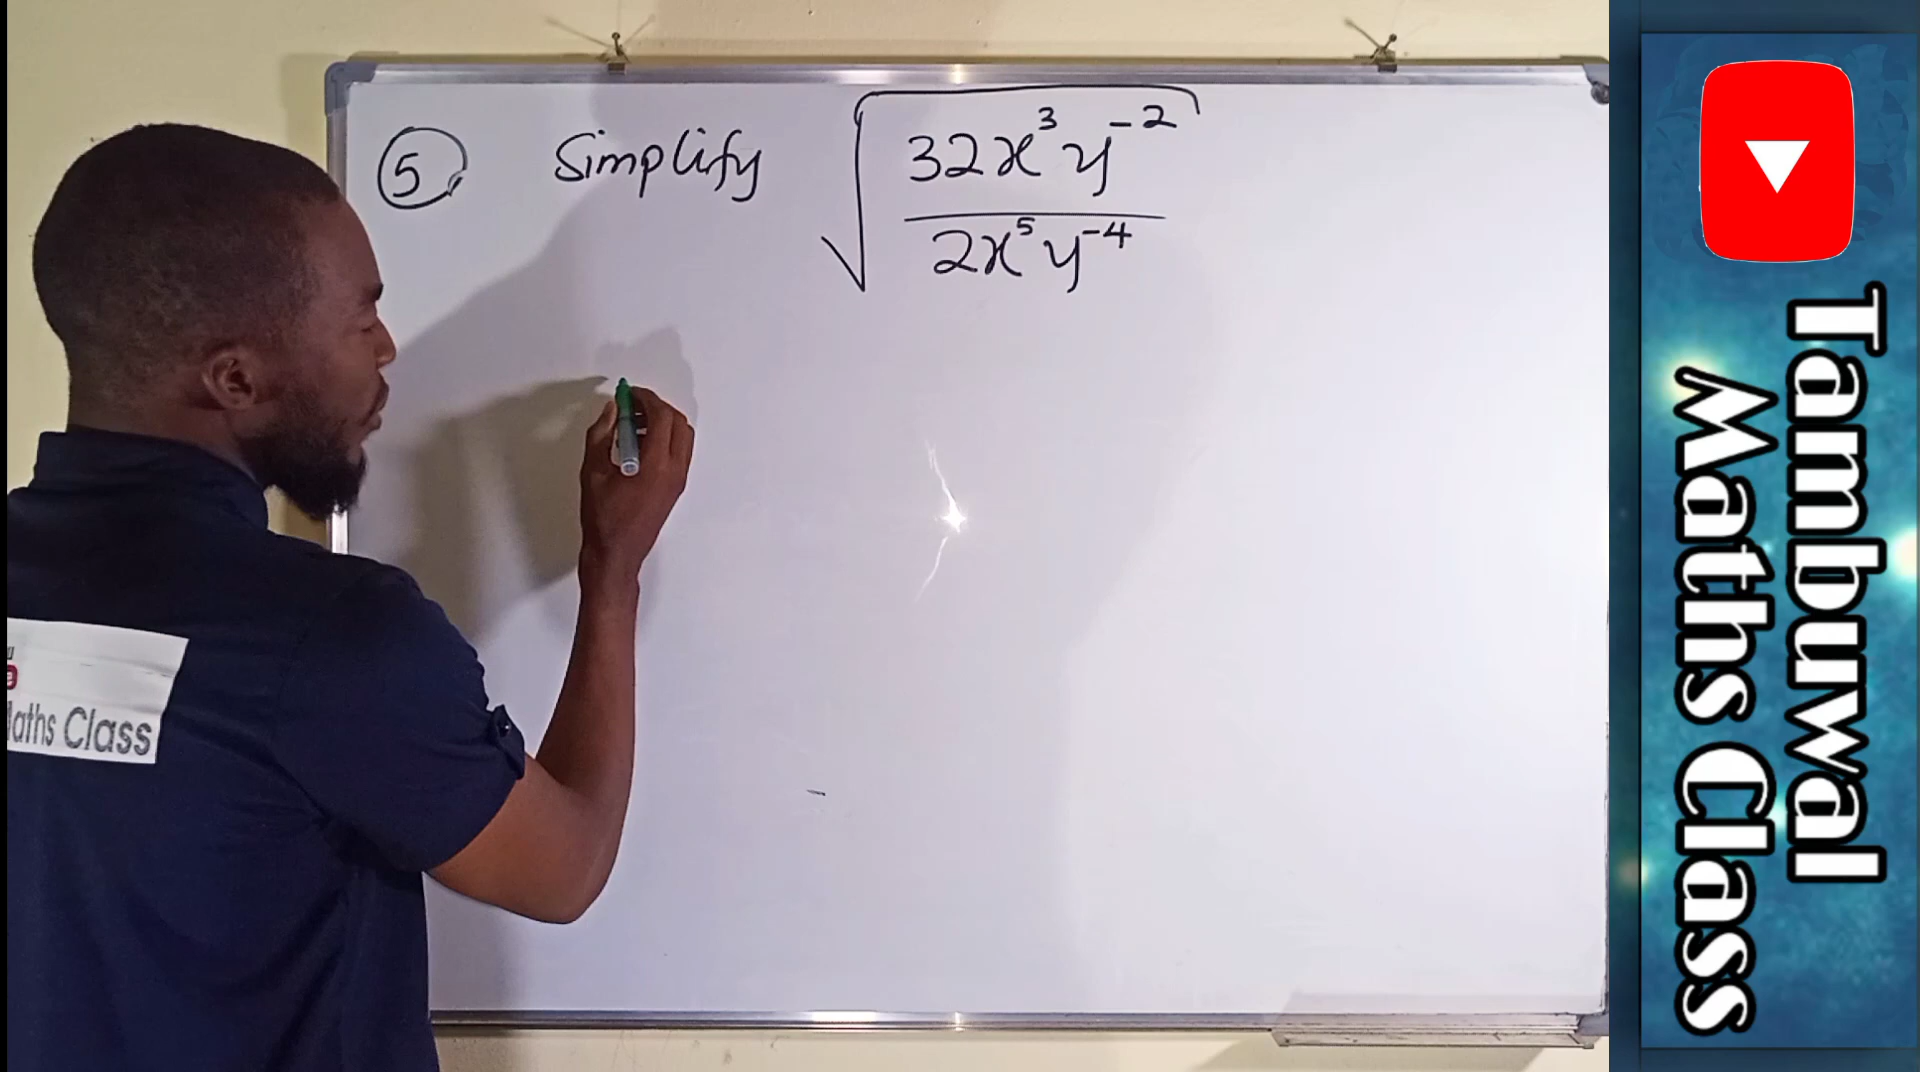 5. Simplify √(32x³y⁻² / 2x⁵y⁻⁴)
Maths Class
Tambuwal
Maths Class